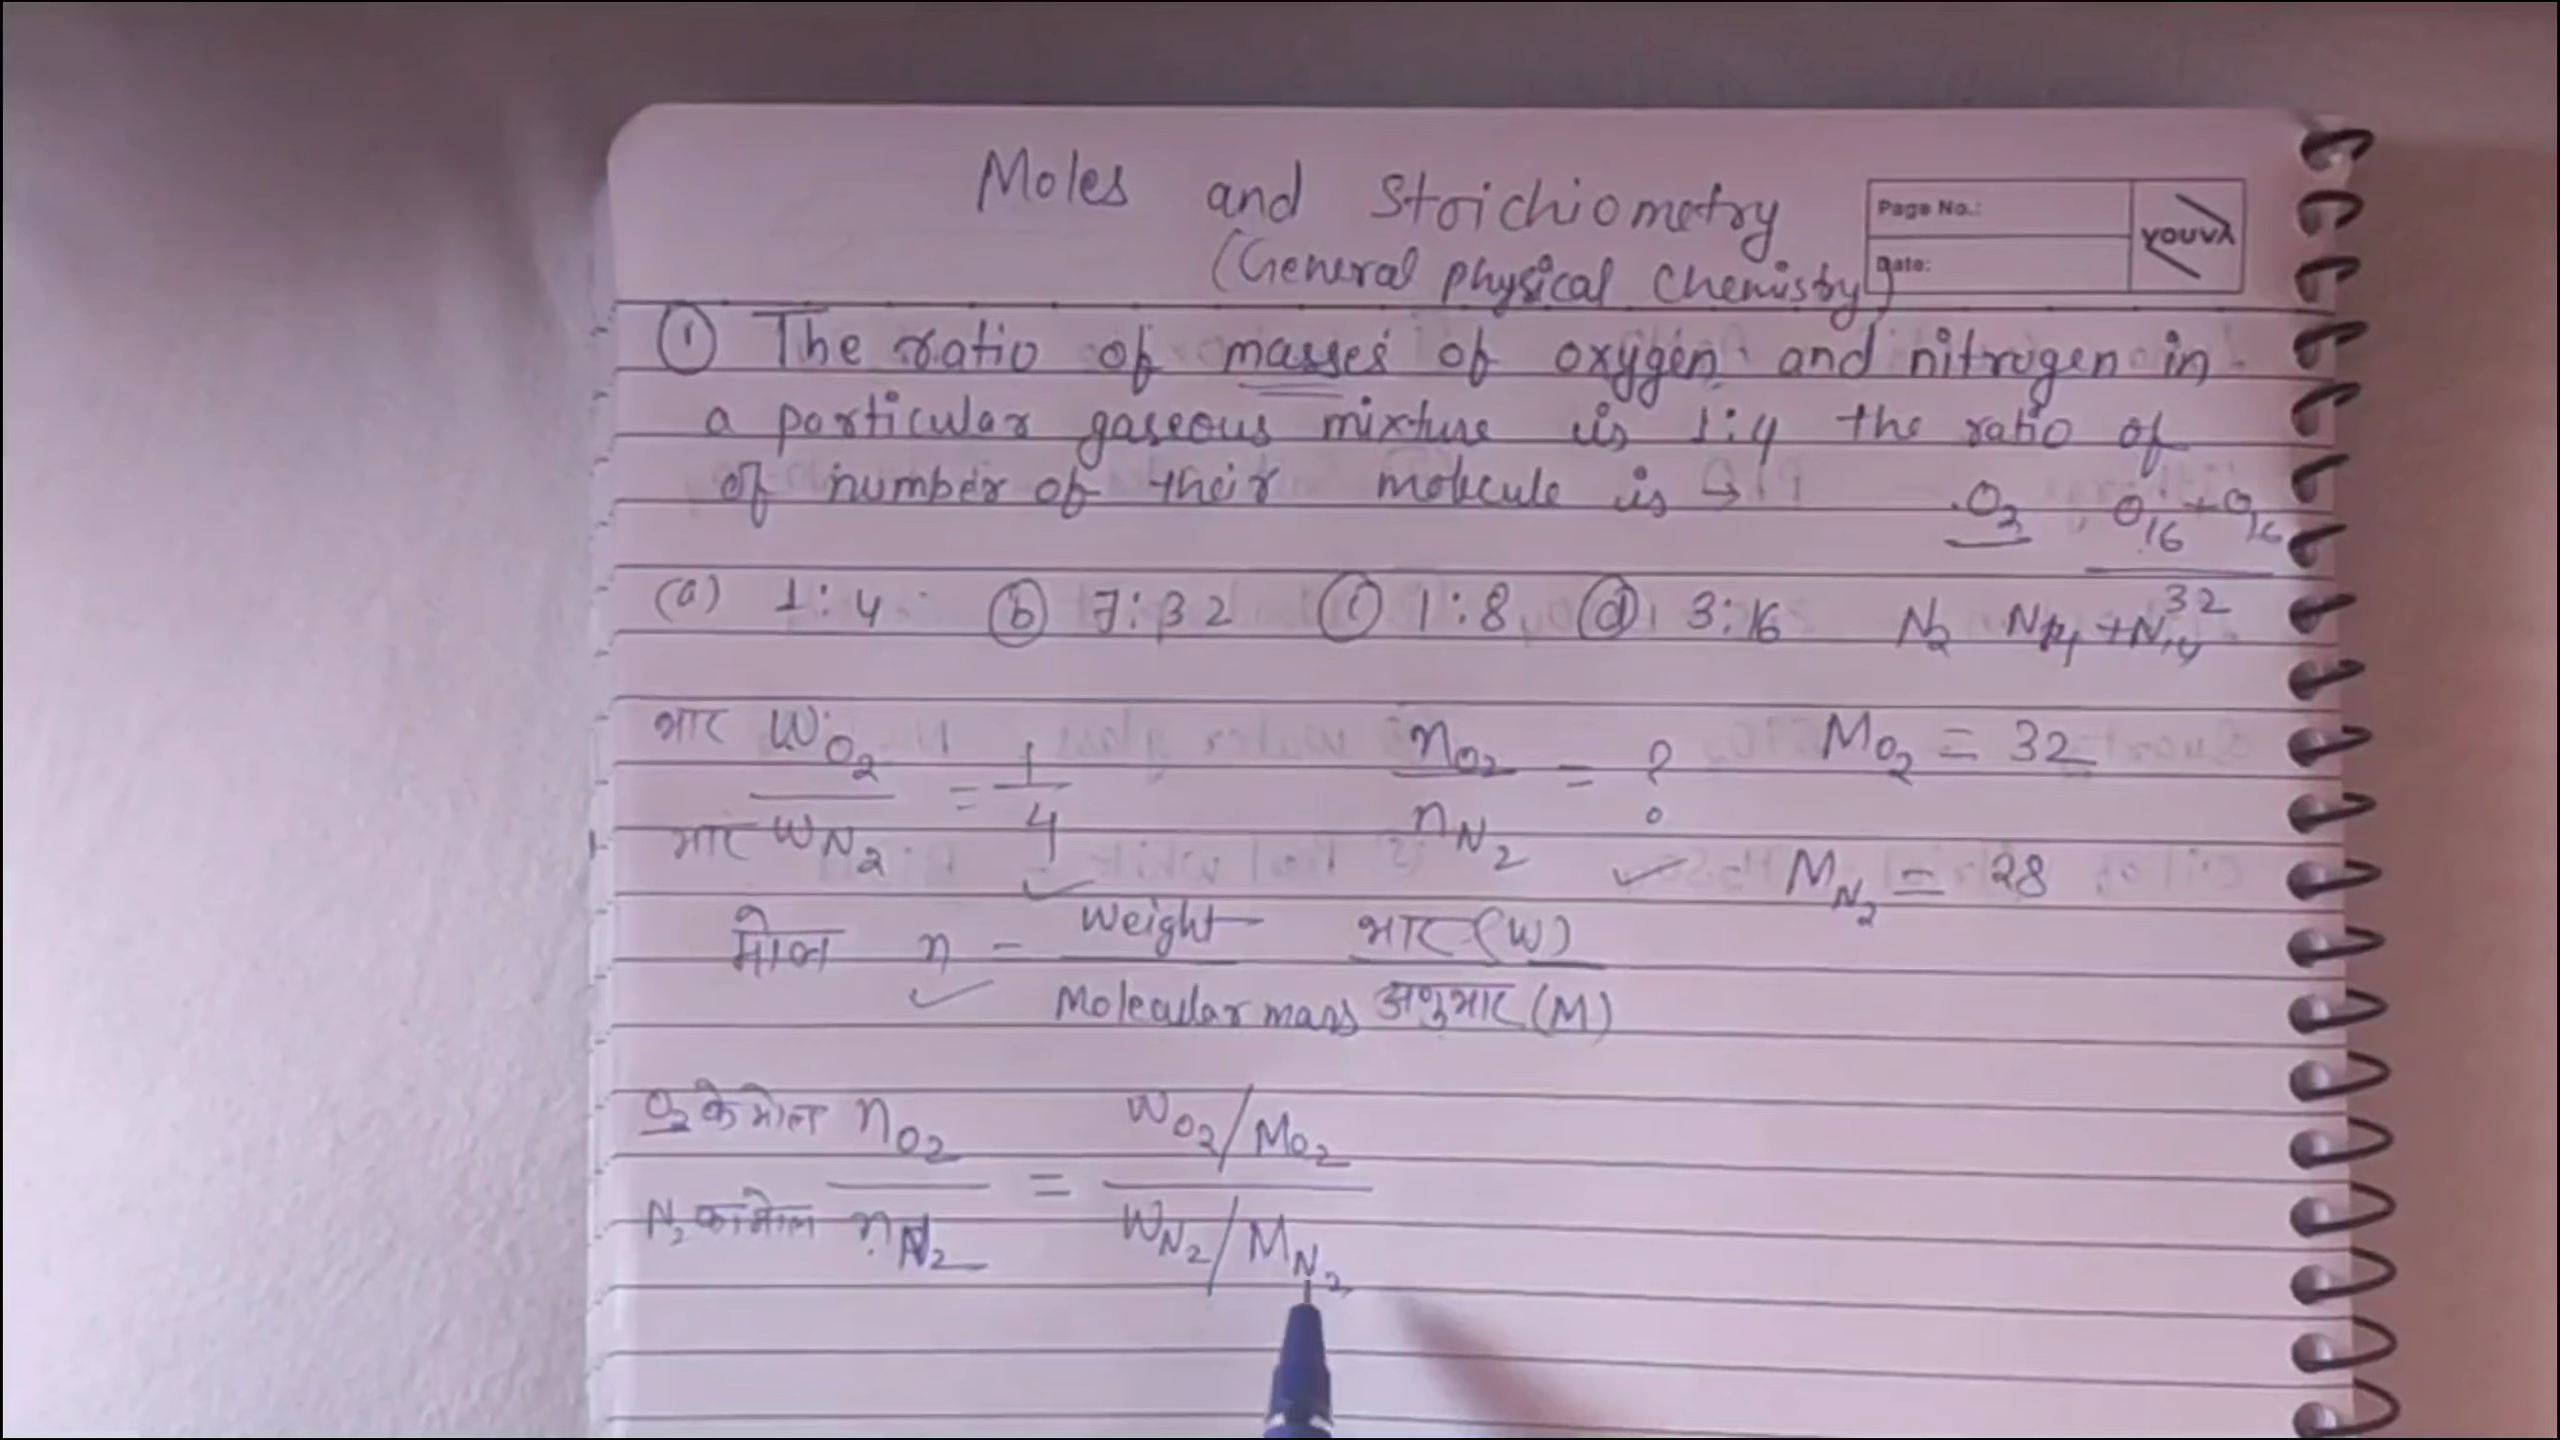 Moles and Stoichiometry
(General physical Chemistry)
Page No.:
Date:
YOUVA
① The ratio of masses of oxygen and nitrogen in
a particular gaseous mixture is 1:4 the ratio of
of number of their molecule is →
O2 O16 + O16
32
(a) 1:4 ⓑ 7:32 ⓒ 1:8 ⓓ 3:16
N2 N14 + N14
भार WO2 / भार WN2 = 1/4
nO2 / nN2 = ?
MO2 = 32
MN2 = 28
मोल n = Weight / Molecular mass भार (W) / अणुभार (M)
O2 के मोल nO2 / N2 का मोल nN2 = WO2/MO2 / WN2/MN2